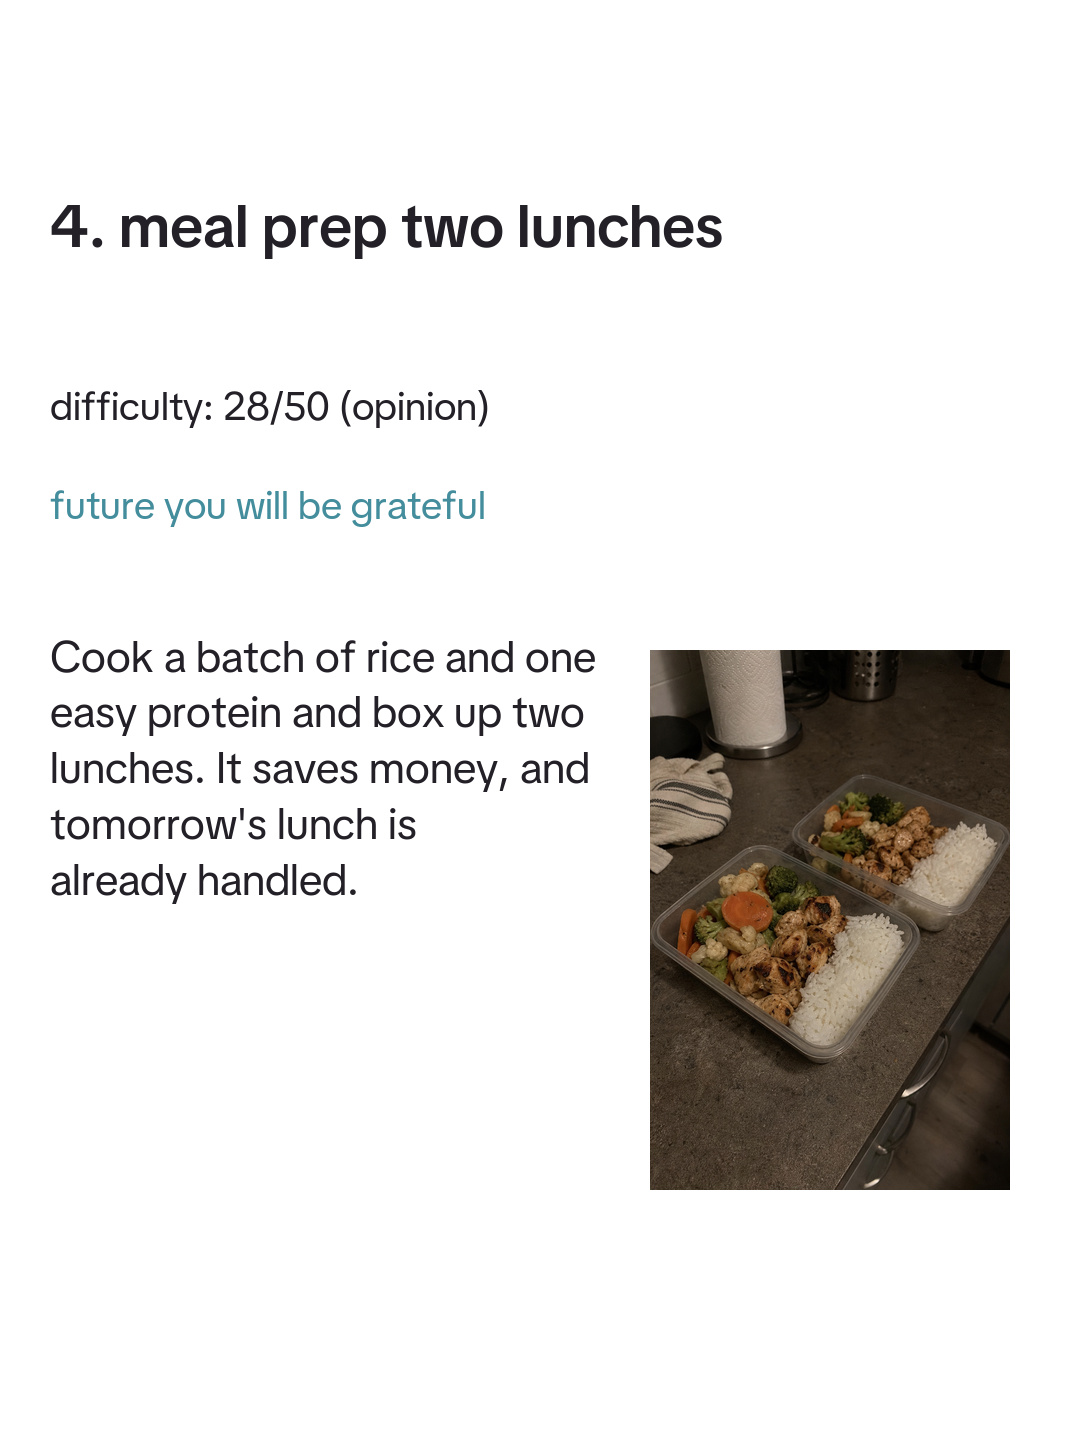 4. meal prep two lunches
difficulty: 28/50 (opinion)
future you will be grateful
Cook a batch of rice and one
easy protein and box up two
lunches. It saves money, and
tomorrow's lunch is
already handled.